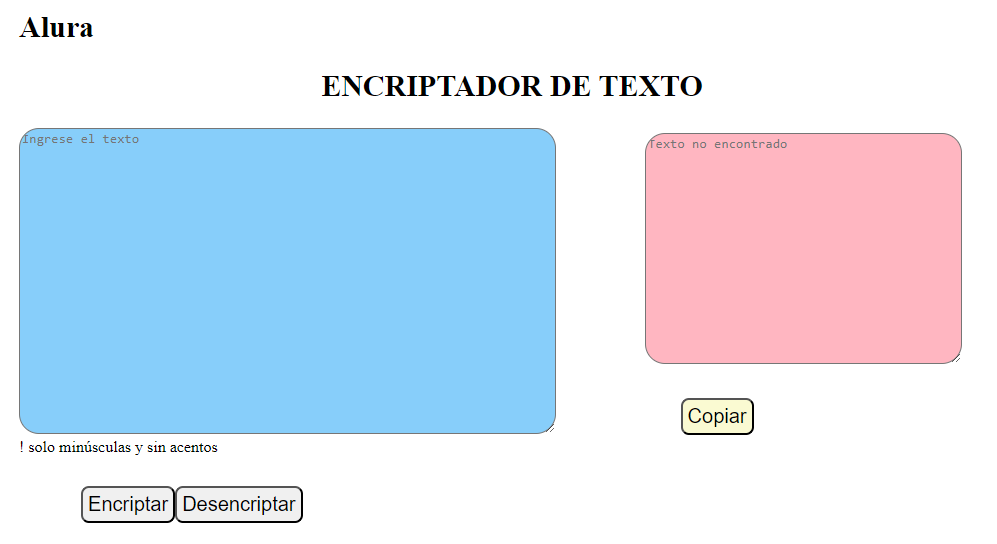 Alura
ENCRIPTADOR DE TEXTO
Ingrese el texto
Texto no encontrado
Copiar
! solo minúsculas y sin acentos
Encriptar
Desencriptar